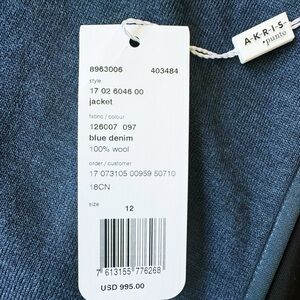 A-K-R-I-S-
•punto
8963006 403484
style
17 02 6046 00
jacket
fabric / colour
126007 097
blue denim
100% wool
order / customer
17 073105 00959 50710
18CN
size
12
7 613155 776268
USD 995.00